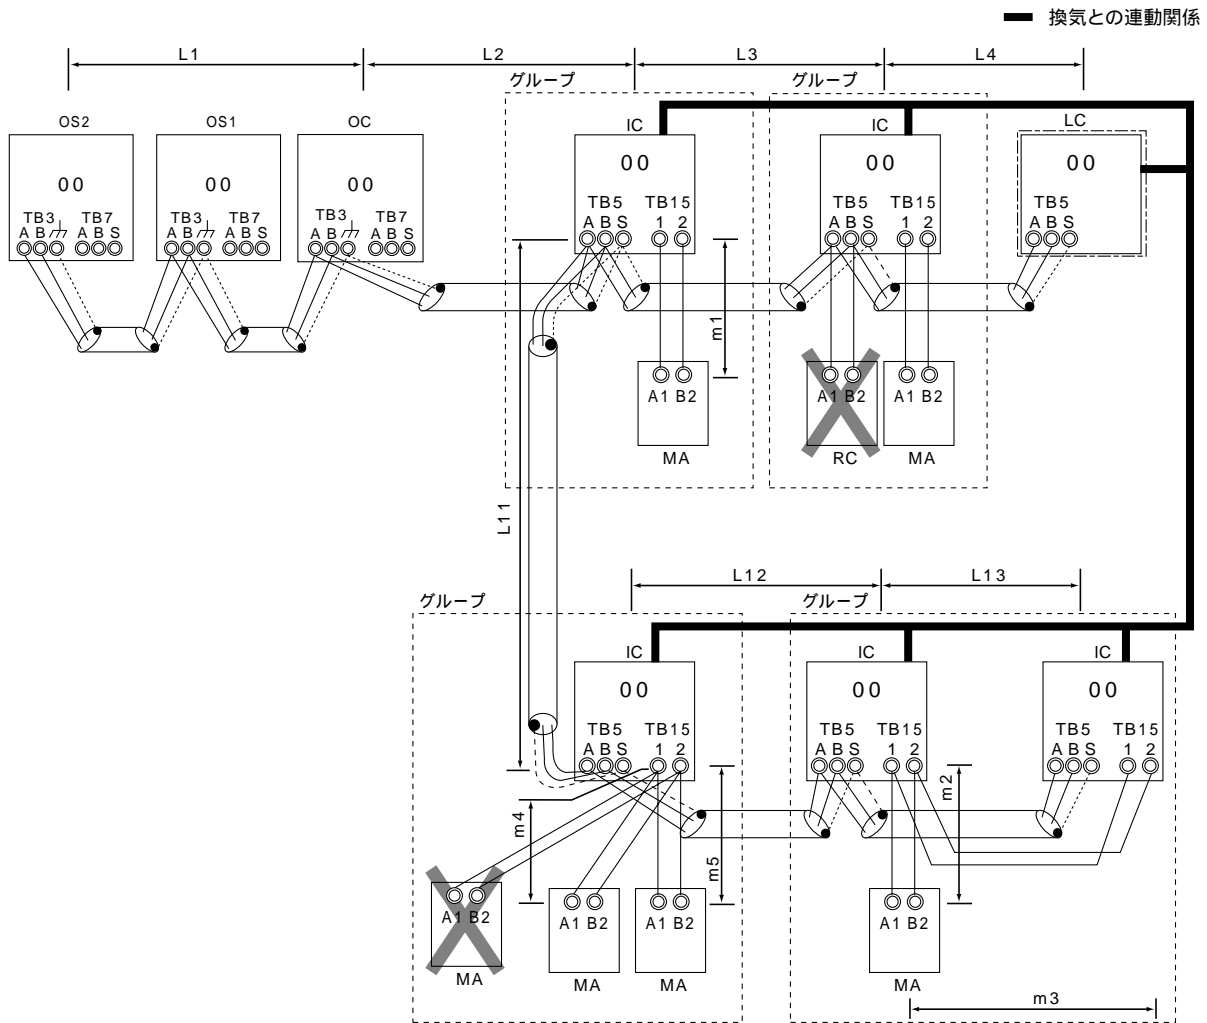 換気との連動関係
L1 L2 L3 L4
グループ グループ
OS2 OS1 OC IC IC LC
00 00 00 00 00 00
TB3 TB7 TB3 TB7 TB3 TB7 TB5 TB15 TB5 TB15 TB5
A B A B S A B A B S A B A B S A B S 1 2 A B S 1 2 A B S
m1
A1 B2 A1 B2 A1 B2
MA RC MA
L11
L12 L13
グループ グループ
IC IC IC
00 00 00
TB5 TB15 TB5 TB15 TB5 TB15
A B S 1 2 A B S 1 2 A B S 1 2
m4 m5 m2
A1 B2 A1 B2 A1 B2 A1 B2
MA MA MA MA
m3